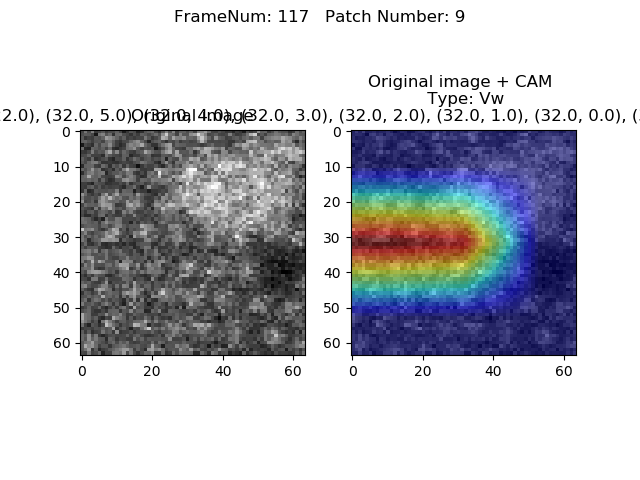 FrameNum: 117   Patch Number: 9
Original image + CAM
Type: Vw
2.0), (32.0, 5.0), (32.0, 4.0), (32.0, 3.0), (32.0, 2.0), (32.0, 1.0), (32.0, 0.0), (
Original image
0
10
20
30
40
50
60
0 20 40 60
0
10
20
30
40
50
60
0 20 40 60